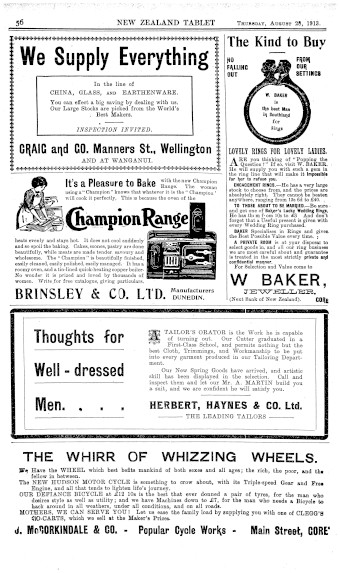 56
NEW ZEALAND TABLET
THURSDAY, AUGUST 28, 1913.
We Supply Everything
In the line of
CHINA, GLASS, AND EARTHENWARE.
You can effect a big saving by dealing with us.
Our Large Stocks are picked from the World's
Best Makers.
INSPECTION INVITED.
CRAIG and CO. Manners St., Wellington
AND AT WANGANUI.
It's a Pleasure to Bake with the new Champion
Range. The woman
using a "Champion" knows that whatever it is the "Champion"
will cook it perfectly. This is because the oven of the
Champion Range
heats evenly and stays hot. It does not cool suddenly
and so spoil the baking. Cakes, scones, pastry are done
beautifully, while meats are made tender, savoury and
wholesome. The "Champion" is beautifully finished,
easily cleaned, easily polished, easily managed. It has a
roomy oven, and a tin lined quick-heating copper boiler.
No wonder it is prized and loved by thousands of
women. Write for free catalogue, giving particulars.
BRINSLEY & CO. LTD. Manufacturers
DUNEDIN.
The Kind to Buy
NO
FALLING
OUT
FROM
OUR
SETTINGS
W. BAKER
is
the best Man
in Southland
for
Rings
LOVELY RINGS FOR LOVELY LADIES.
ARE you thinking of "Popping the
Question"? If so, visit W. BAKER.
He will supply you with such a gem in
the ring line that will make it impossible
for her to refuse you.
ENGAGEMENT RINGS.—He has a very large
stock to choose from, and the prices are
absolutely right. They cannot be beaten
anywhere, ranging from 10s 6d to £40.
TO THOSE ABOUT TO BE MARRIED.—Be sure
and get one of Baker's Lucky Wedding Rings.
He has them from 10s to £3. And don't
forget that a Useful present is given with
every Wedding Ring purchased.
BAKER Specialises in Rings and gives
the Best Possible Value every time.
A PRIVATE ROOM is at your disposal to
select goods in, and all our ring business
we are most careful about and guarantee
is treated in the most strictly private and
confidential manner.
For Selection and Value come to
W. BAKER,
JEWELLER,
(Next Bank of New Zealand). GORE
Thoughts for
Well-dressed
Men. . . .
A TAILOR'S ORATOR is the Work he is
capable of turning out. Our Cutter graduated in a
First-Class School, and permits nothing but the
best Cloth, Trimmings, and Workmanship to be put
into every garment produced in our Tailoring Depart-
ment.
Our New Spring Goods have arrived, and artistic
skill has been displayed in the selection. Call and
inspect them and let our Mr. A. MARTIN build you
a suit, and we are confident he will satisfy you.
HERBERT, HAYNES & CO. Ltd.
THE LEADING TAILORS
THE WHIRR OF WHIZZING WHEELS.
We Have the WHEEL which best suits mankind of both sexes and all ages; the rich, the poor, and the
fellow in between.
The NEW HUDSON MOTOR CYCLE is something to crow about, with its Triple-speed Gear and Free
Engine, and all that tends to lighten life's journey.
OUR DEFIANCE BICYCLE at £12 10s is the best that ever donned a pair of tyres, for the man who
desires style as well as utility; and we have Machines down to £7, for the man who needs a Bicycle to
hack around in all weathers, under all conditions, and on all roads.
MOTHERS, WE CAN SERVE YOU! Let us ease the family load by supplying you with one of CLEGG'S
GO-CARTS, which we sell at the Maker's Prices.
J. McCORKINDALE & CO. - Popular Cycle Works - Main Street, GORE